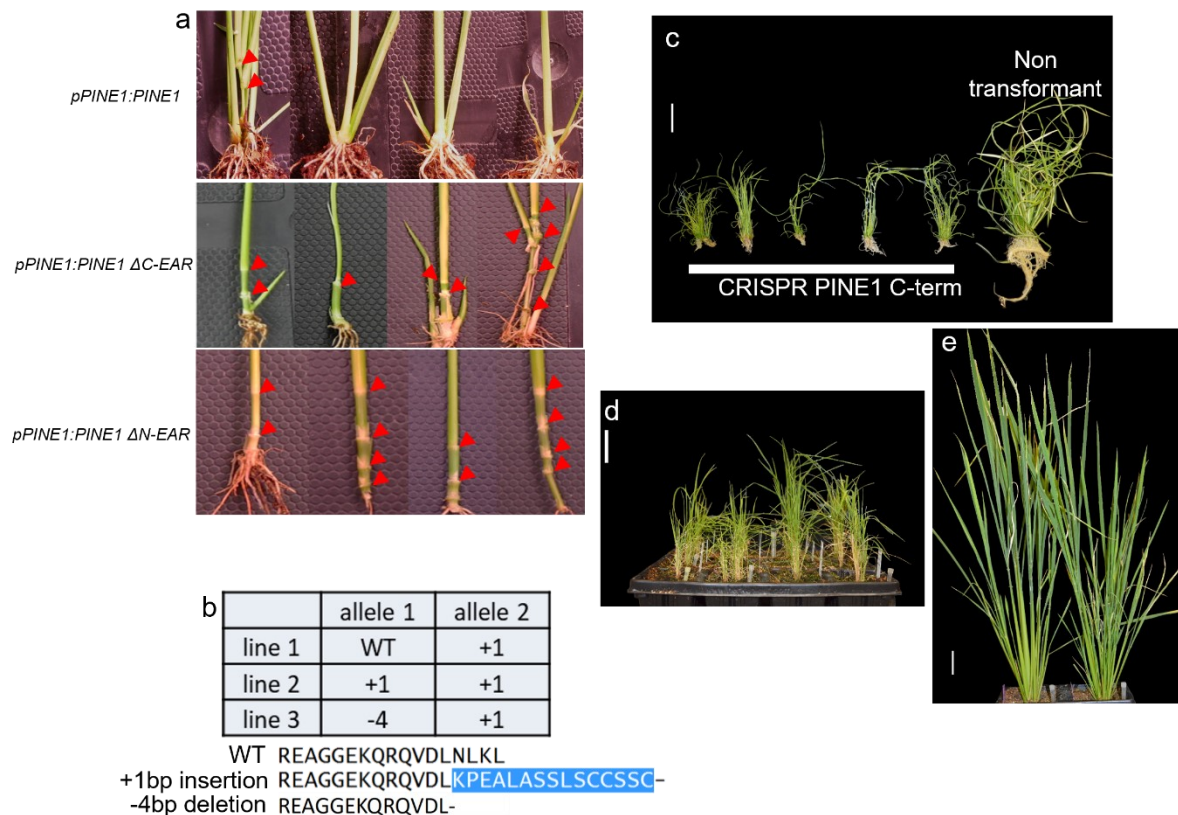 a
pPINE1:PINE1
pPINE1:PINE1 ΔC-EAR
pPINE1:PINE1 ΔN-EAR
b
allele 1 allele 2
line 1 WT +1
line 2 +1 +1
line 3 -4 +1
WT REAGGEKQRQVDLNLKL
+1bp insertion REAGGEKQRQVDLKPEALASSLSCCSSC-
-4bp deletion REAGGEKQRQVDL-
c
Non
transformant
CRISPR PINE1 C-term
d
e